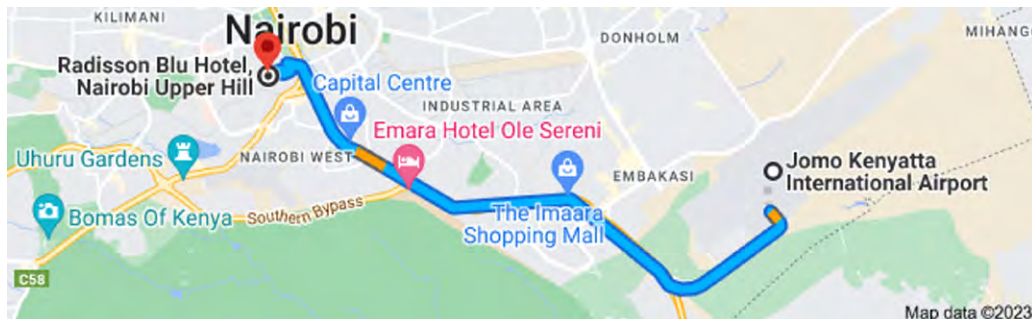 KILIMANI
Nairobi
DONHOLM
Radisson Blu Hotel,
Nairobi Upper Hill
Capital Centre
INDUSTRIAL AREA
Emara Hotel Ole Sereni
Uhuru Gardens
NAIROBI WEST
EMBAKASI
Jomo Kenyatta
International Airport
Bomas Of Kenya
Southern Bypass
The Imaara
Shopping Mall
C58
Map data ©2023